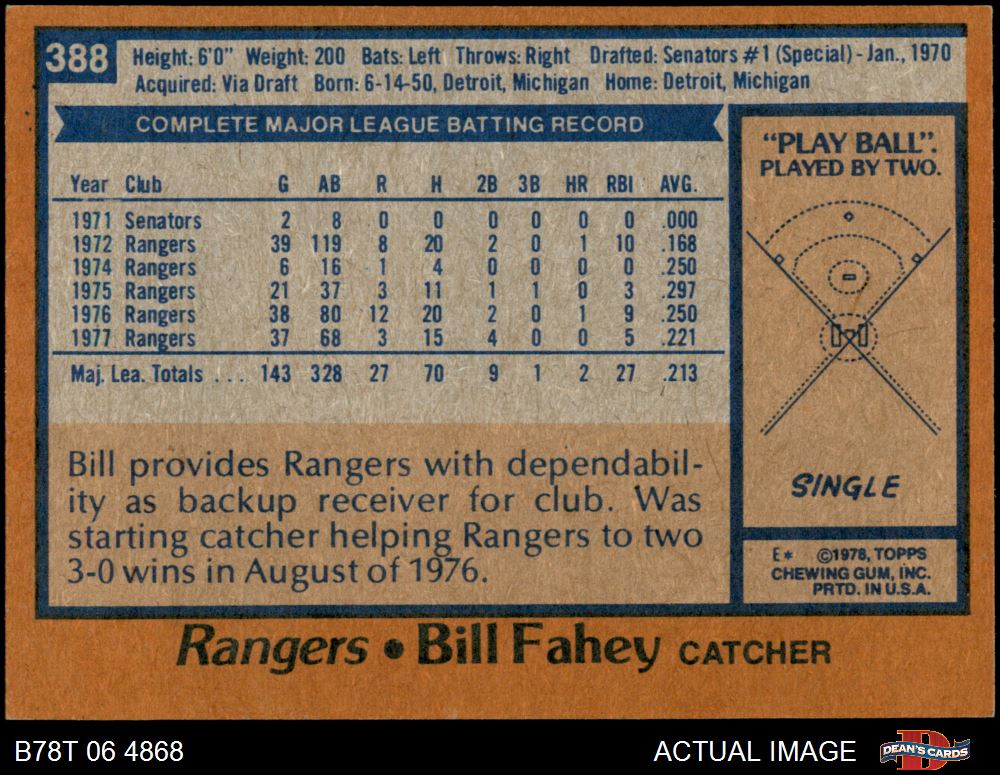 388
Height: 6'0" Weight: 200 Bats: Left Throws: Right Drafted: Senators #1 (Special) - Jan., 1970
Acquired: Via Draft Born: 6-14-50, Detroit, Michigan Home: Detroit, Michigan
COMPLETE MAJOR LEAGUE BATTING RECORD
Year Club G AB R H 2B 3B HR RBI AVG.
1971 Senators 2 8 0 0 0 0 0 0 .000
1972 Rangers 39 119 8 20 2 0 1 10 .168
1974 Rangers 6 16 1 4 0 0 0 0 .250
1975 Rangers 21 37 3 11 1 1 0 3 .297
1976 Rangers 38 80 12 20 2 0 1 9 .250
1977 Rangers 37 68 3 15 4 0 0 5 .221
Maj. Lea. Totals . . . 143 328 27 70 9 1 2 27 .213
Bill provides Rangers with dependabil-
ity as backup receiver for club. Was
starting catcher helping Rangers to two
3-0 wins in August of 1976.
"PLAY BALL".
PLAYED BY TWO.
SINGLE
E* ©1978, TOPPS
CHEWING GUM, INC.
PRTD. IN U.S.A.
Rangers • Bill Fahey CATCHER
B78T 06 4868
ACTUAL IMAGE
D
DEAN'S CARDS